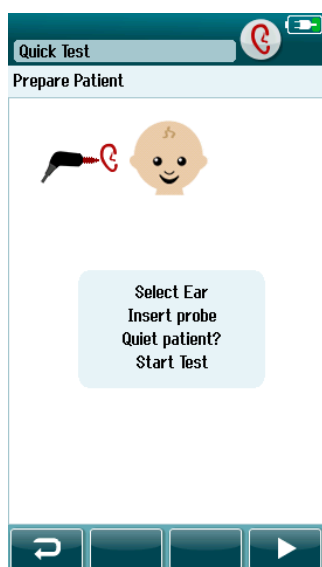 Quick Test
Prepare Patient
Select Ear
Insert probe
Quiet patient?
Start Test